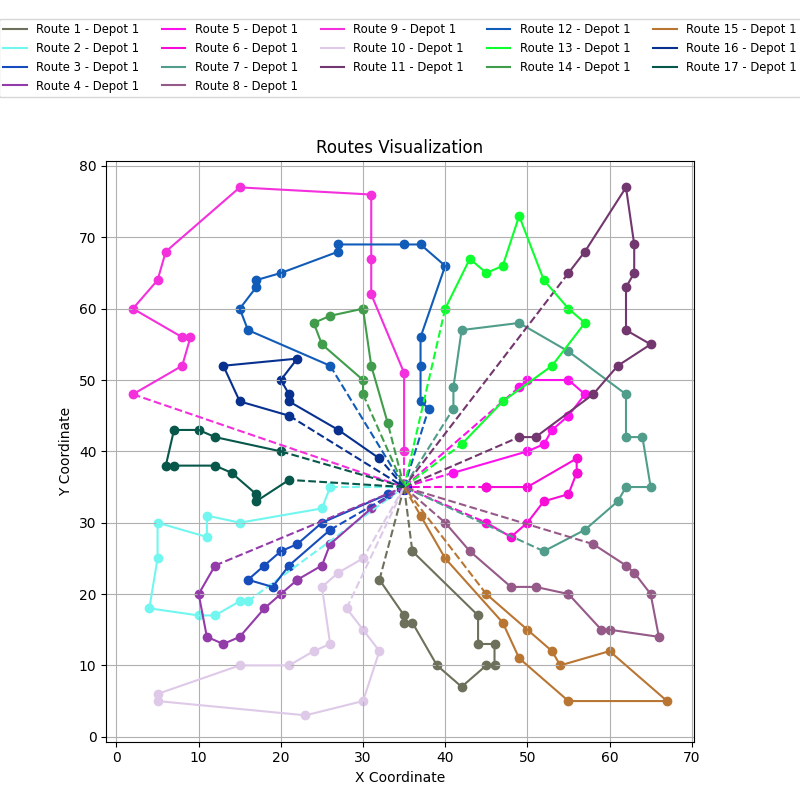 Route 1 - Depot 1 Route 5 - Depot 1 Route 9 - Depot 1 Route 12 - Depot 1 Route 15 - Depot 1
Route 2 - Depot 1 Route 6 - Depot 1 Route 10 - Depot 1 Route 13 - Depot 1 Route 16 - Depot 1
Route 3 - Depot 1 Route 7 - Depot 1 Route 11 - Depot 1 Route 14 - Depot 1 Route 17 - Depot 1
Route 4 - Depot 1 Route 8 - Depot 1
Routes Visualization
80
70
60
50
40
30
20
10
0
Y Coordinate
0 10 20 30 40 50 60 70
X Coordinate